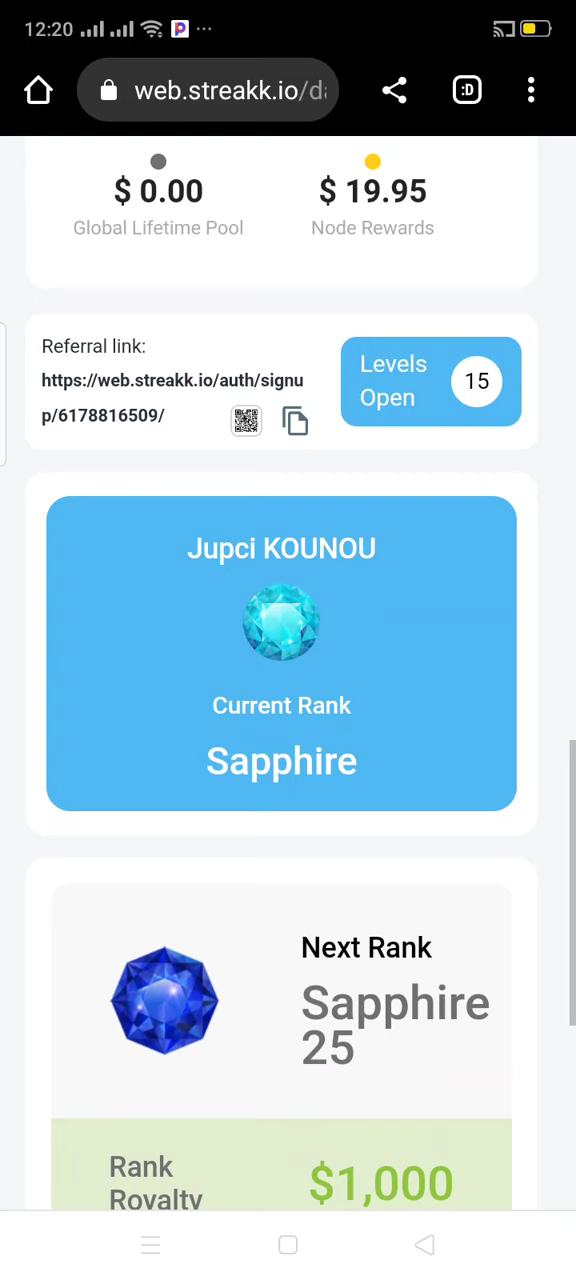 12:20
web.streakk.io/da
:D
$ 0.00
$ 19.95
Global Lifetime Pool
Node Rewards
Referral link:
https://web.streakk.io/auth/signu
p/6178816509/
Levels
Open
15
Jupci KOUNOU
Current Rank
Sapphire
Next Rank
Sapphire
25
Rank
Royalty
$1,000